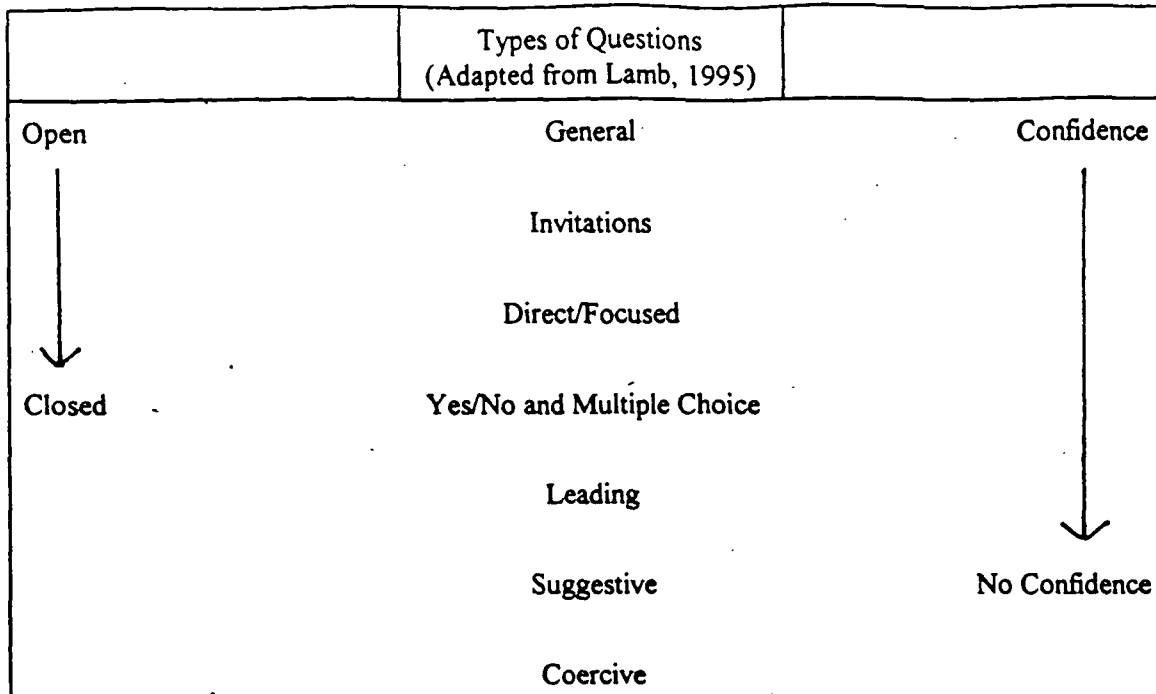 Types of Questions
(Adapted from Lamb, 1995)
Open General Confidence
Invitations
Direct/Focused
Closed Yes/No and Multiple Choice
Leading
Suggestive No Confidence
Coercive